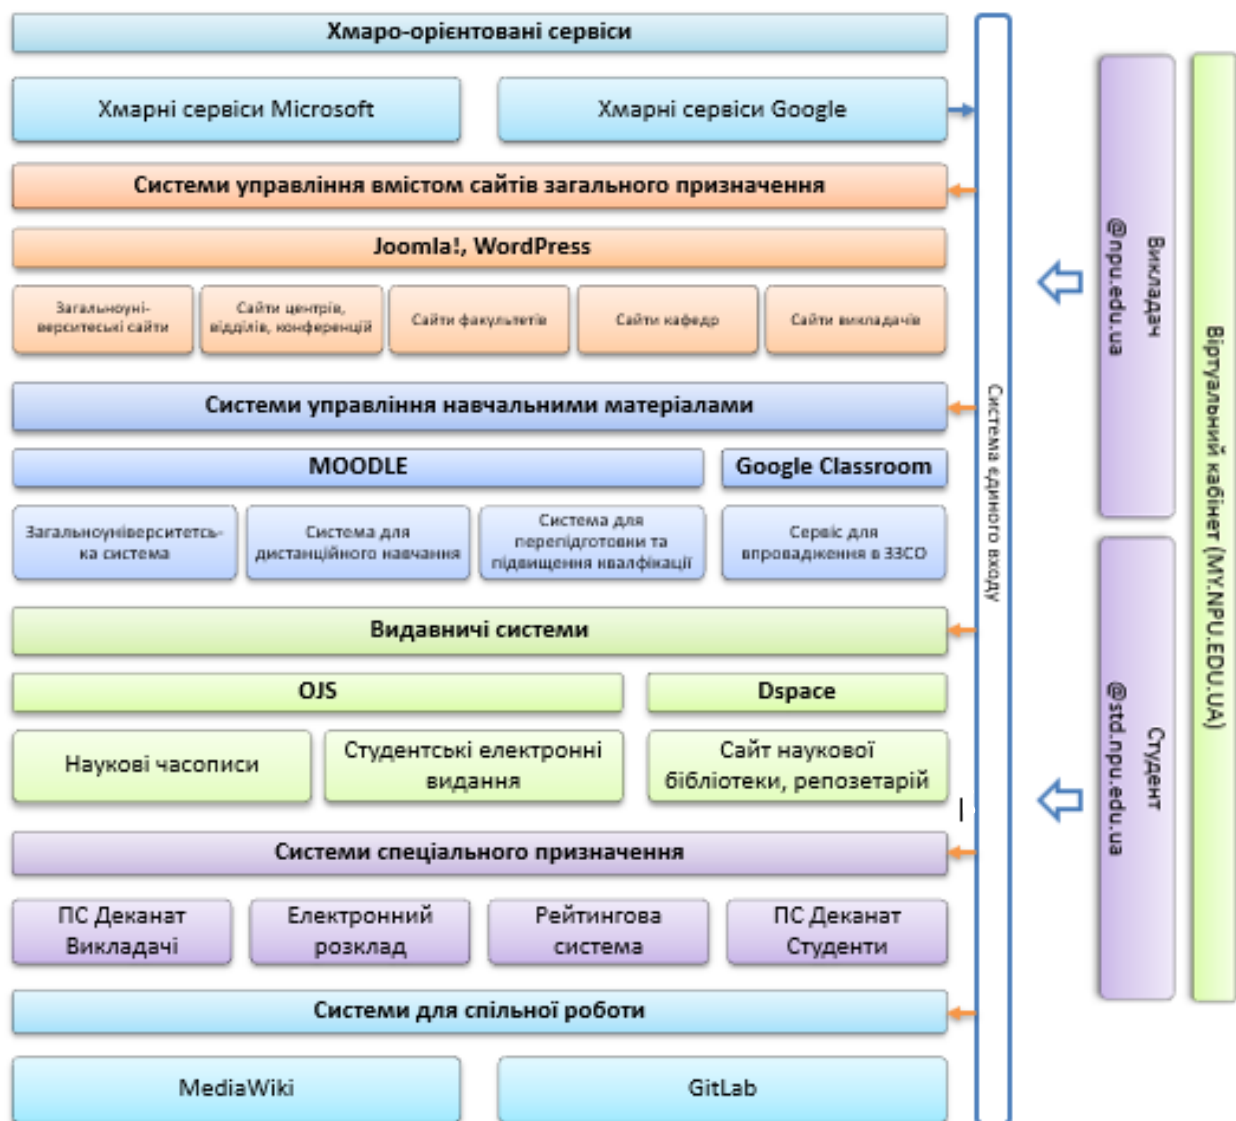 Хмаро-орієнтовані сервіси
Хмарні сервіси Microsoft
Хмарні сервіси Google
Системи управління вмістом сайтів загального призначення
Joomla!, WordPress
Загальноуні-
верситеські сайти
Сайти центрів,
відділів, конференцій
Сайти факультетів
Сайти кафедр
Сайти викладачів
Системи управління навчальними матеріалами
MOODLE
Google Classroom
Загальноуніверситетсь-
ка система
Система для
дистанційного навчання
Система для
перепідготовки та
підвищення квалфікації
Сервіс для
впровадження в ЗЗСО
Видавничі системи
OJS
Dspace
Наукові часописи
Студентські електронні
видання
Сайт наукової
бібліотеки, репозетарій
Системи спеціального призначення
ПС Деканат
Викладачі
Електронний
розклад
Рейтингова
система
ПС Деканат
Студенти
Системи для спільної роботи
MediaWiki
GitLab
Система єдиного входу
Викладач
@npu.edu.ua
Студент
@std.npu.edu.ua
Віртуальний кабінет (MY.NPU.EDU.UA)